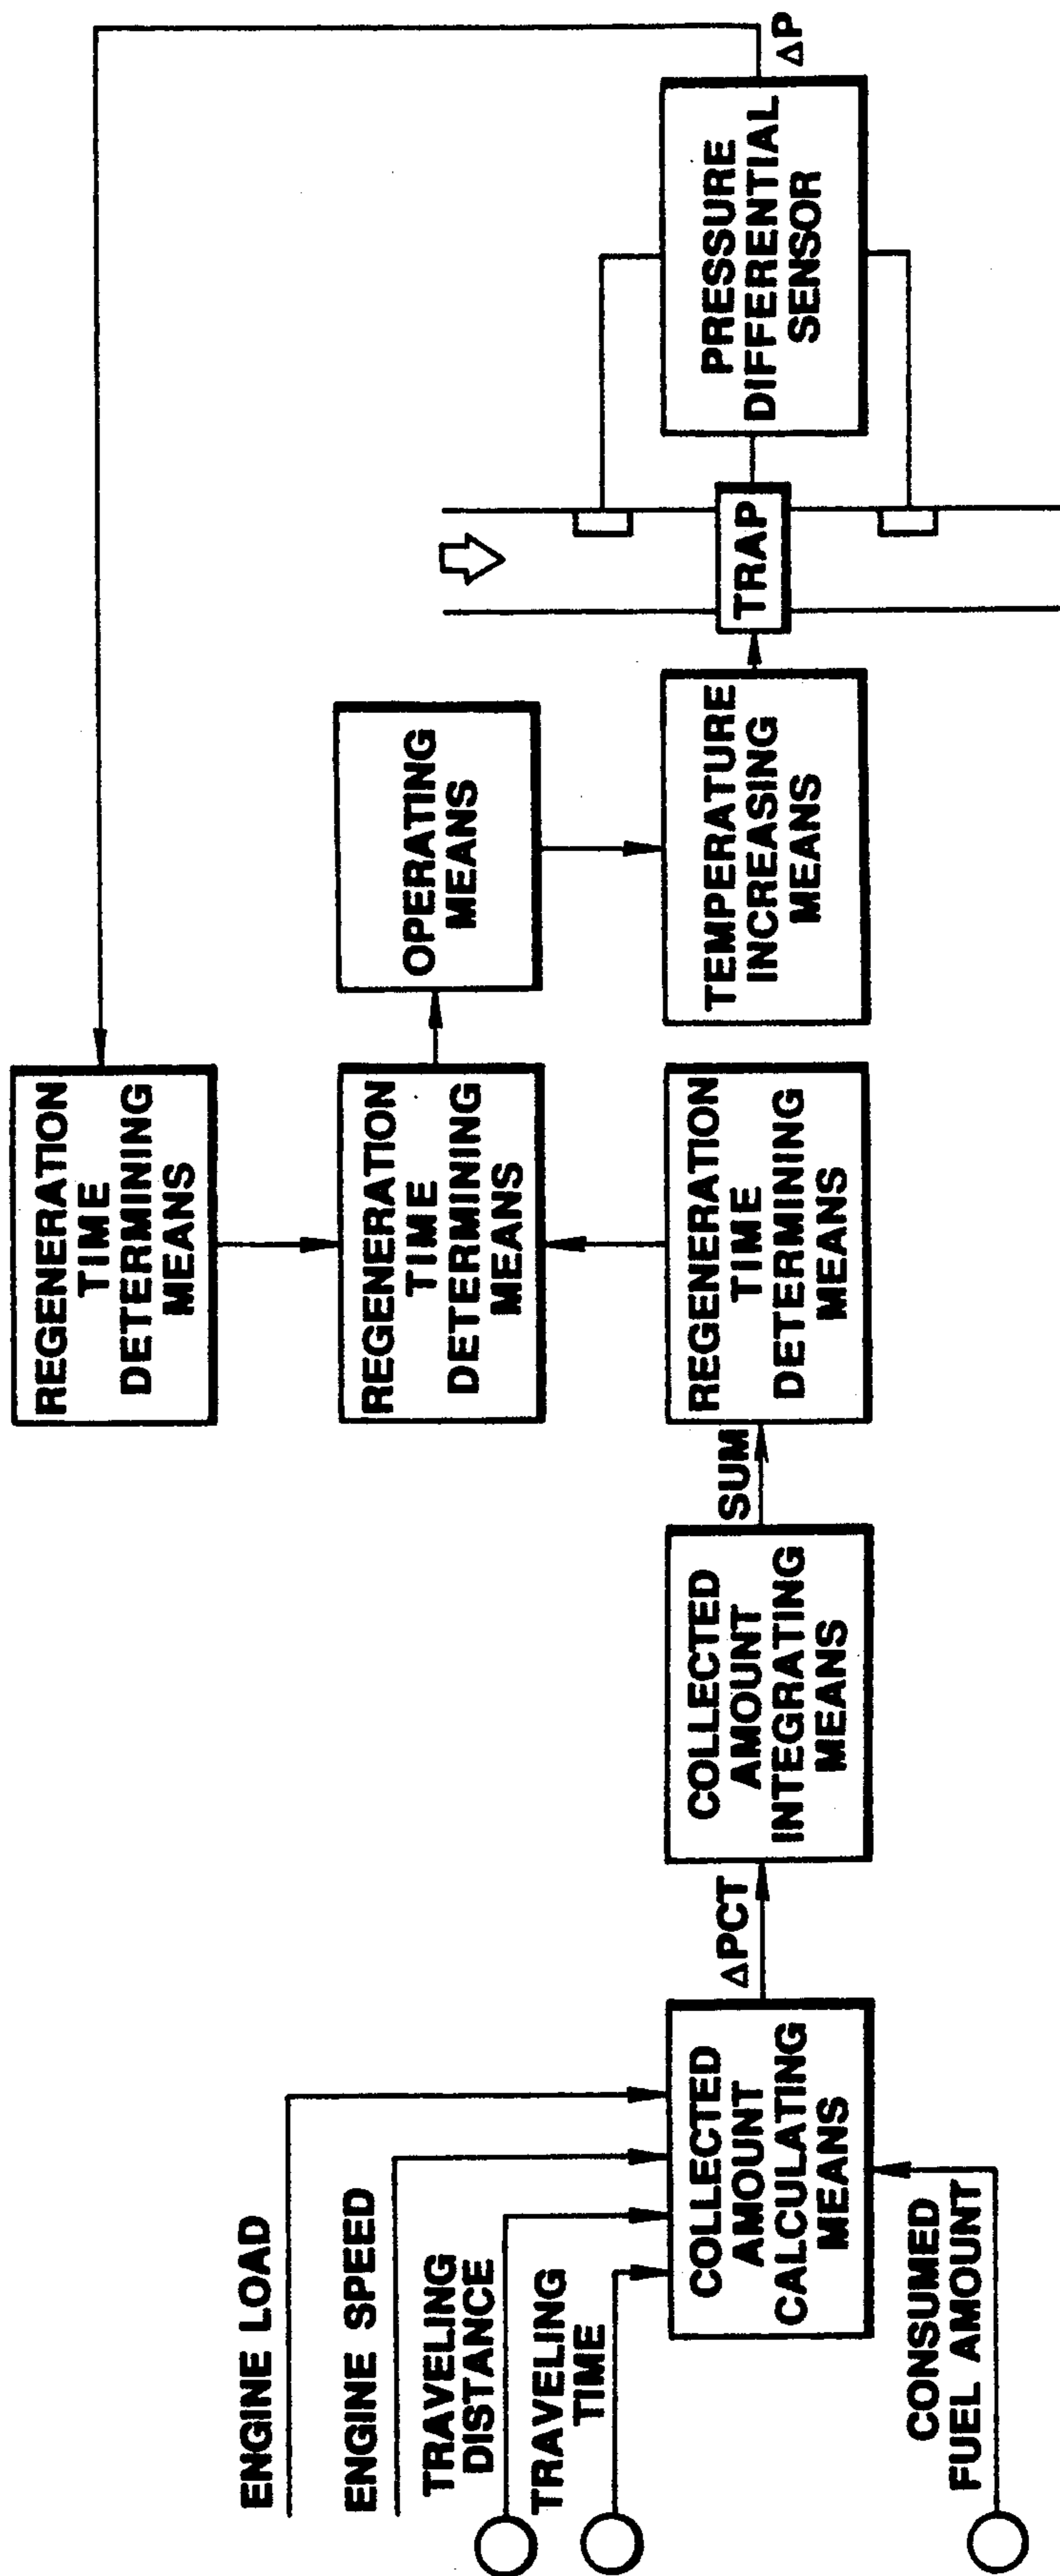 ENGINE LOAD
ENGINE SPEED
TRAVELING
DISTANCE
TRAVELING
TIME
CONSUMED
FUEL AMOUNT
COLLECTED
AMOUNT
CALCULATING
MEANS
ΔPCT
COLLECTED
AMOUNT
INTEGRATING
MEANS
SUM
REGENERATION
TIME
DETERMINING
MEANS
REGENERATION
TIME
DETERMINING
MEANS
REGENERATION
TIME
DETERMINING
MEANS
OPERATING
MEANS
TEMPERATURE
INCREASING
MEANS
TRAP
PRESSURE
DIFFERENTIAL
SENSOR
ΔP